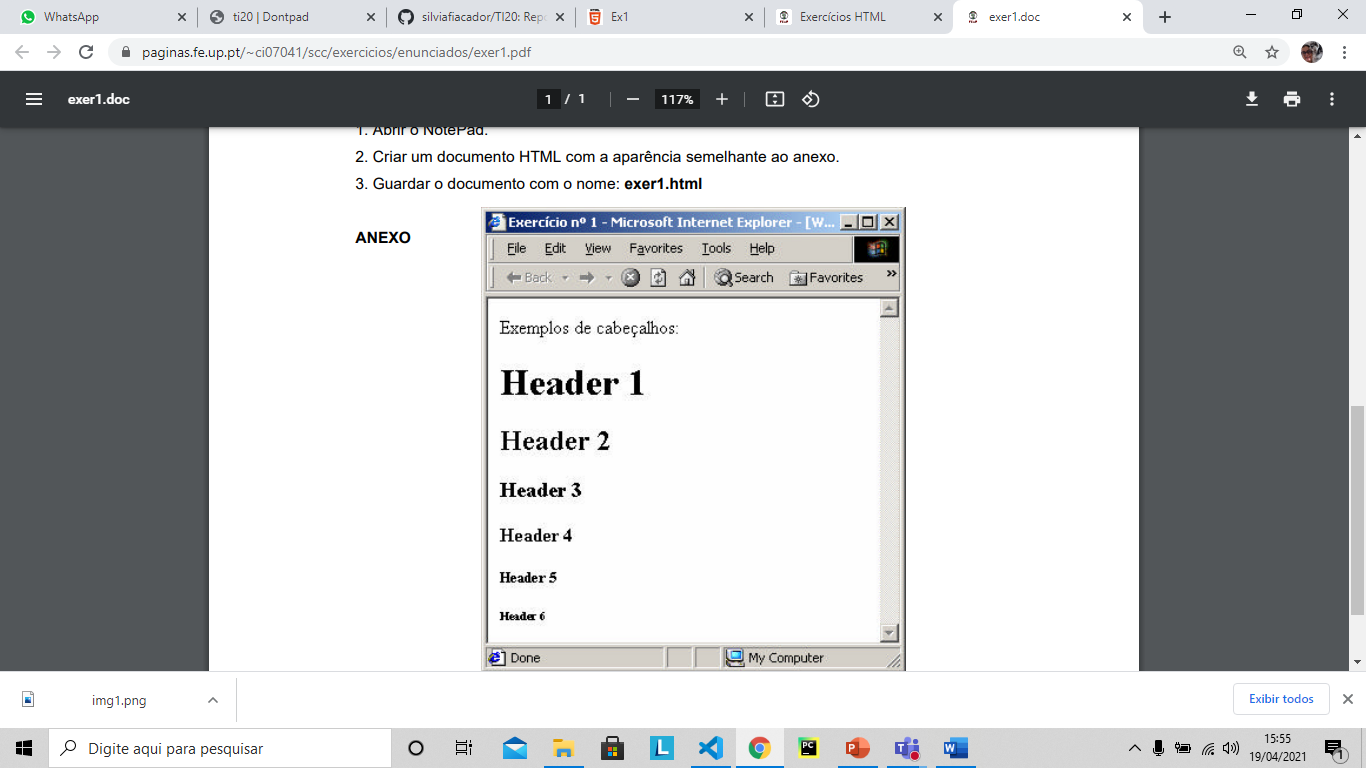 WhatsApp
ti20 | Dontpad
silviafiacador/TI20: Rep
Ex1
Exercícios HTML
exer1.doc
paginas.fe.up.pt/~ci07041/scc/exercicios/enunciados/exer1.pdf
exer1.doc
1 / 1
117%
1. Abrir o NotePad.
2. Criar um documento HTML com a aparência semelhante ao anexo.
3. Guardar o documento com o nome: exer1.html
ANEXO
Exercício nº 1 - Microsoft Internet Explorer - [W...
File Edit View Favorites Tools Help
Back Search Favorites »
Exemplos de cabeçalhos:
Header 1
Header 2
Header 3
Header 4
Header 5
Header 6
Done My Computer
img1.png
Exibir todos
Digite aqui para pesquisar
15:55
19/04/2021